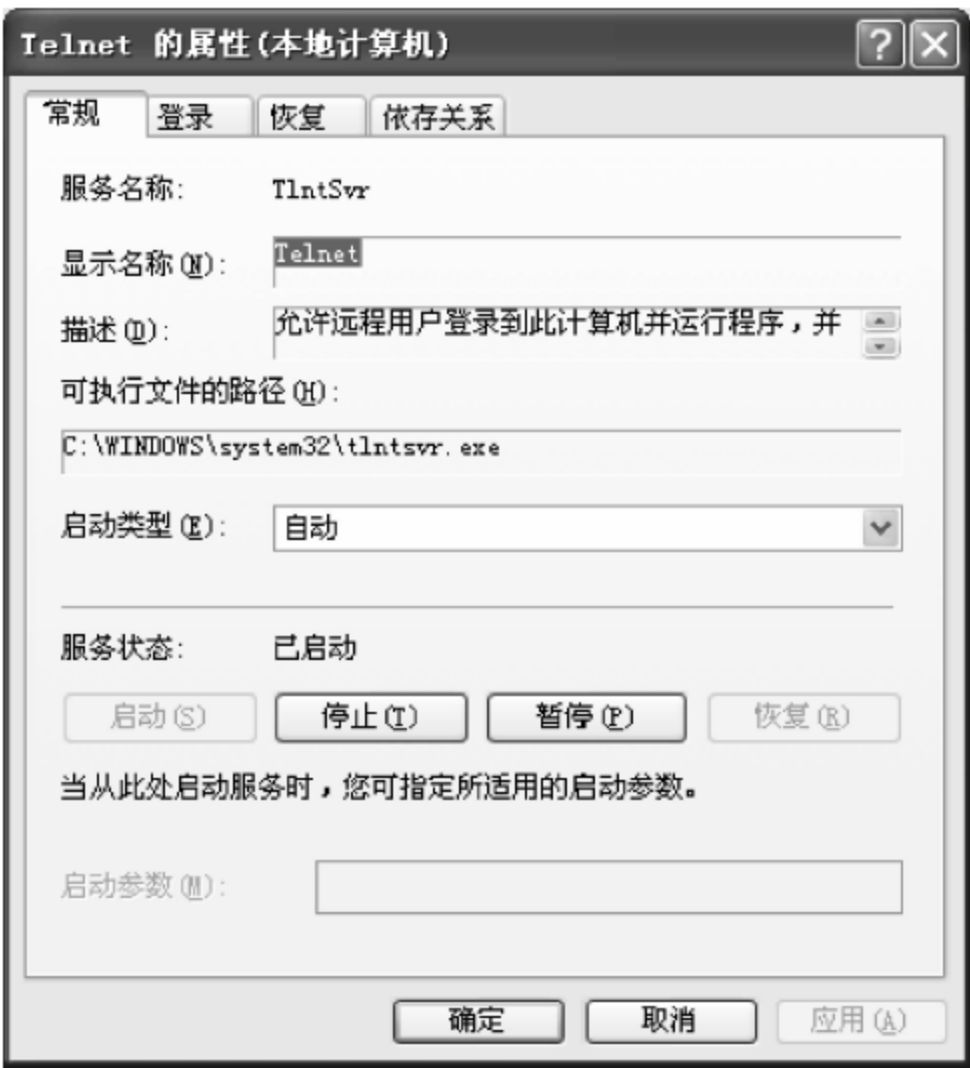 Telnet 的属性(本地计算机)
常规 登录 恢复 依存关系
服务名称: TlntSvr
显示名称(N): Telnet
描述(D): 允许远程用户登录到此计算机并运行程序，并
可执行文件的路径(H):
C:\WINDOWS\system32\tlntsvr.exe
启动类型(E): 自动
服务状态: 已启动
启动(S) 停止(T) 暂停(P) 恢复(R)
当从此处启动服务时，您可指定所适用的启动参数。
启动参数(M):
确定 取消 应用(A)